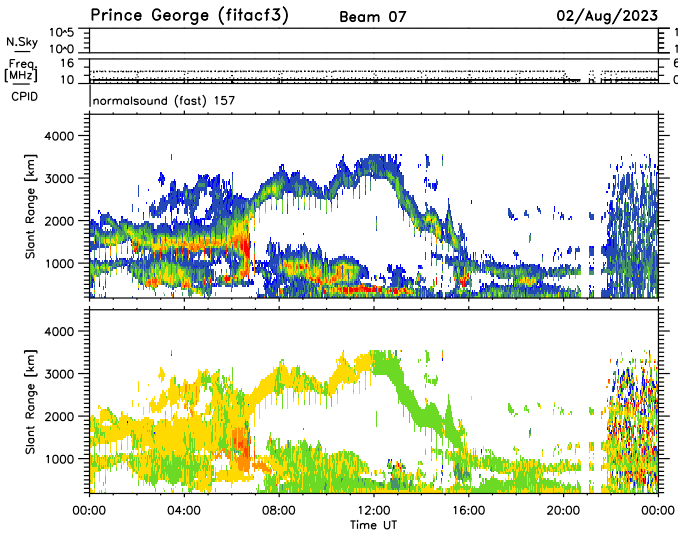 Prince George (fitacf3) Beam 07 02/Aug/2023
N.Sky
10^5
10^0
Freq.
[MHz]
16
10
CPID
normalsound (fast) 157
Slant Range [km]
4000
3000
2000
1000
Slant Range [km]
4000
3000
2000
1000
00:00 04:00 08:00 12:00 16:00 20:00 00:00
Time UT